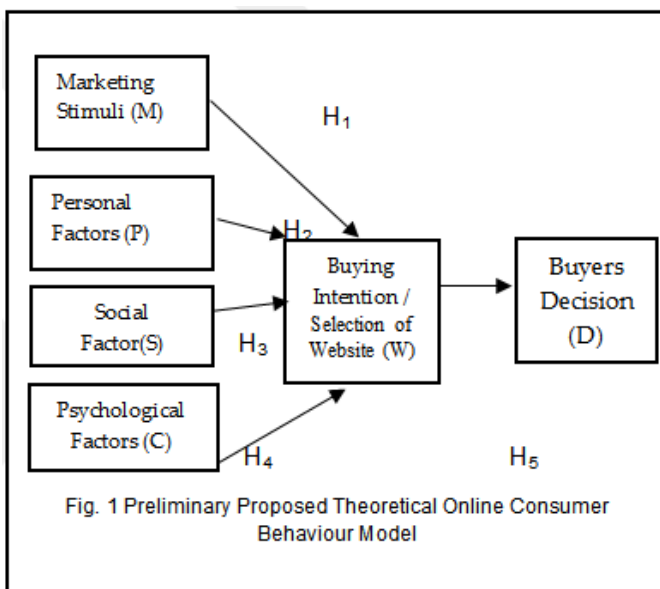 Marketing
Stimuli (M)
H₁
Personal
Factors (P)
H₂
Buying
Intention /
Selection of
Website (W)
Buyers
Decision
(D)
Social
Factor(S)
H₃
Psychological
Factors (C)
H₄
H₅
Fig. 1 Preliminary Proposed Theoretical Online Consumer
Behaviour Model